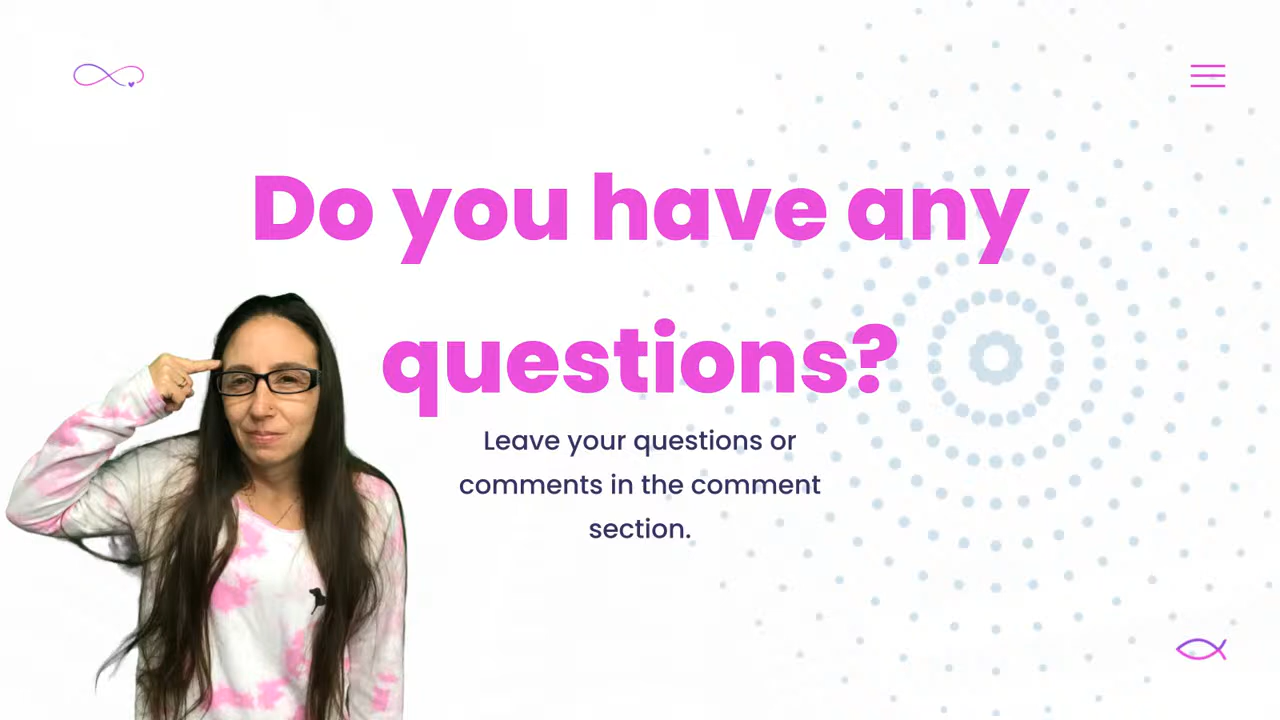 Do you have any
questions?
Leave your questions or
comments in the comment
section.